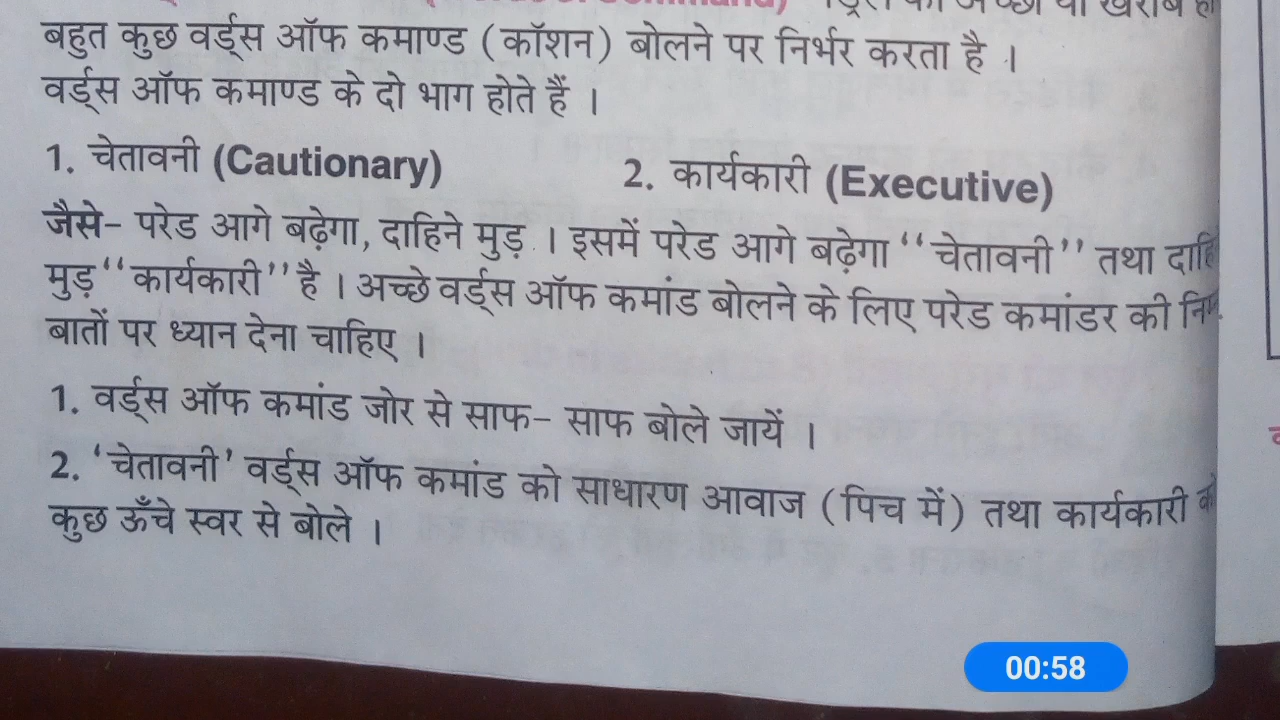 बहुत कुछ वर्ड्स ऑफ कमाण्ड (कॉशन) बोलने पर निर्भर करता है ।
वर्ड्स ऑफ कमाण्ड के दो भाग होते हैं ।
1. चेतावनी (Cautionary) 2. कार्यकारी (Executive)
जैसे- परेड आगे बढ़ेगा, दाहिने मुड़ । इसमें परेड आगे बढ़ेगा ‘‘चेतावनी’’ तथा
मुड़ ‘‘कार्यकारी’’ है । अच्छे वर्ड्स ऑफ कमांड बोलने के लिए परेड कमांडर को
बातों पर ध्यान देना चाहिए ।
1. वर्ड्स ऑफ कमांड जोर से साफ- साफ बोले जायें ।
2. ‘चेतावनी’ वर्ड्स ऑफ कमांड को साधारण आवाज (पिच में) तथा कार्यकारी
कुछ ऊँचे स्वर से बोले ।
00:58